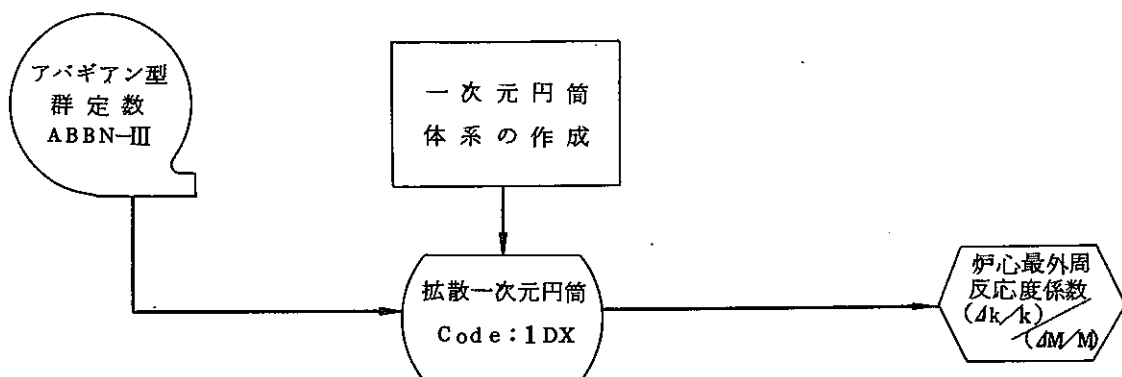 アバギアン型
群定数
ABBN-III
一次元円筒
体系の作成
拡散一次元円筒
Code:1DX
炉心最外周
反応度係数
(Δk/k)/(ΔM/M)